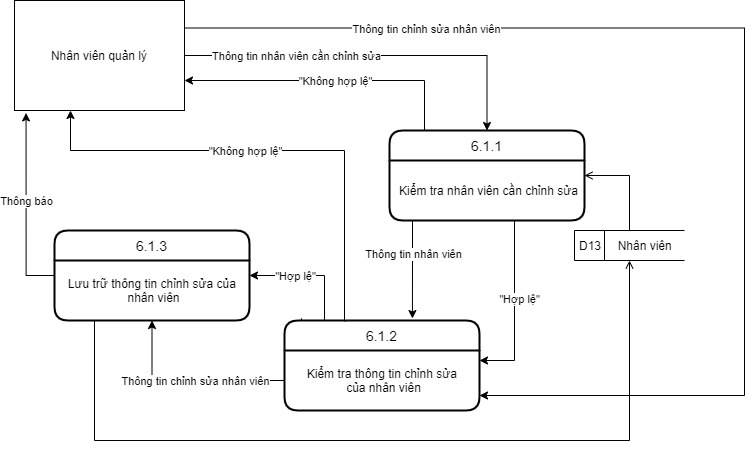 Thông tin chỉnh sửa nhân viên
Nhân viên quản lý
Thông tin nhân viên cần chỉnh sửa
"Không hợp lệ"
6.1.1
"Không hợp lệ"
Kiểm tra nhân viên cần chỉnh sửa
Thông báo
6.1.3
D13
Nhân viên
Thông tin nhân viên
Lưu trữ thông tin chỉnh sửa của
nhân viên
"Hợp lệ"
"Hợp lệ"
6.1.2
Thông tin chỉnh sửa nhân viên
Kiểm tra thông tin chỉnh sửa
của nhân viên